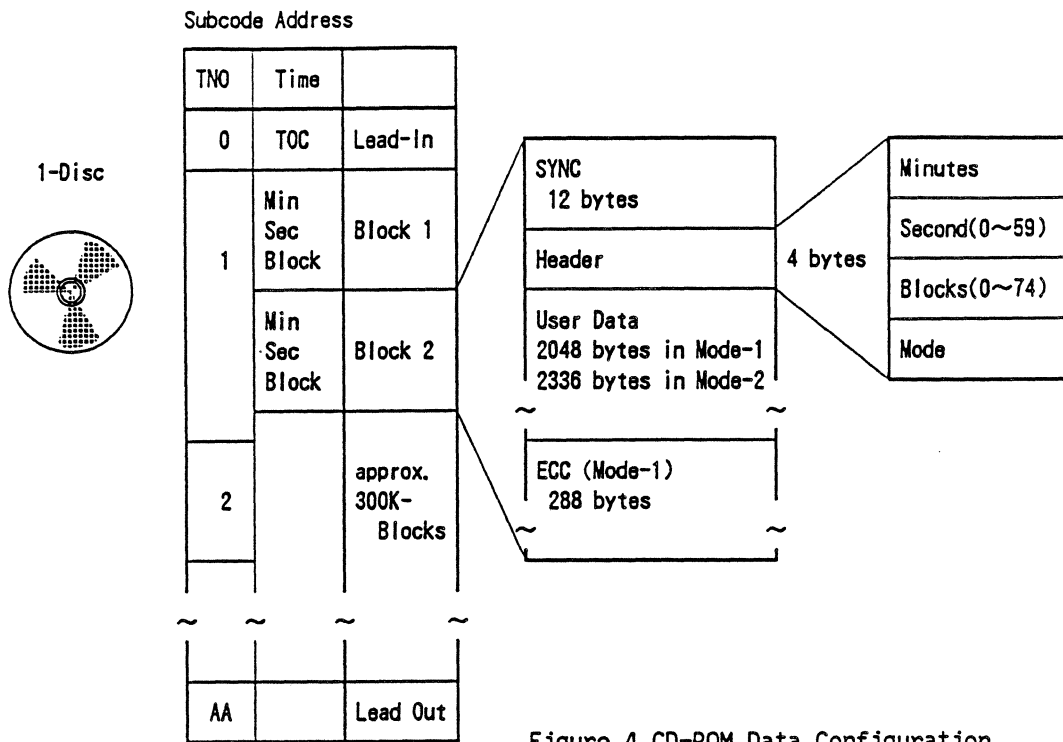 Subcode Address
TNO Time
0 TOC Lead-In
1-Disc
1
Min
Sec
Block
Block 1
Min
Sec
Block
Block 2
2
approx.
300K-
Blocks
AA Lead Out
SYNC
12 bytes
Header
4 bytes
User Data
2048 bytes in Mode-1
2336 bytes in Mode-2
ECC (Mode-1)
288 bytes
Minutes
Second(0~59)
Blocks(0~74)
Mode
Figure 4 CD-ROM Data Configuration